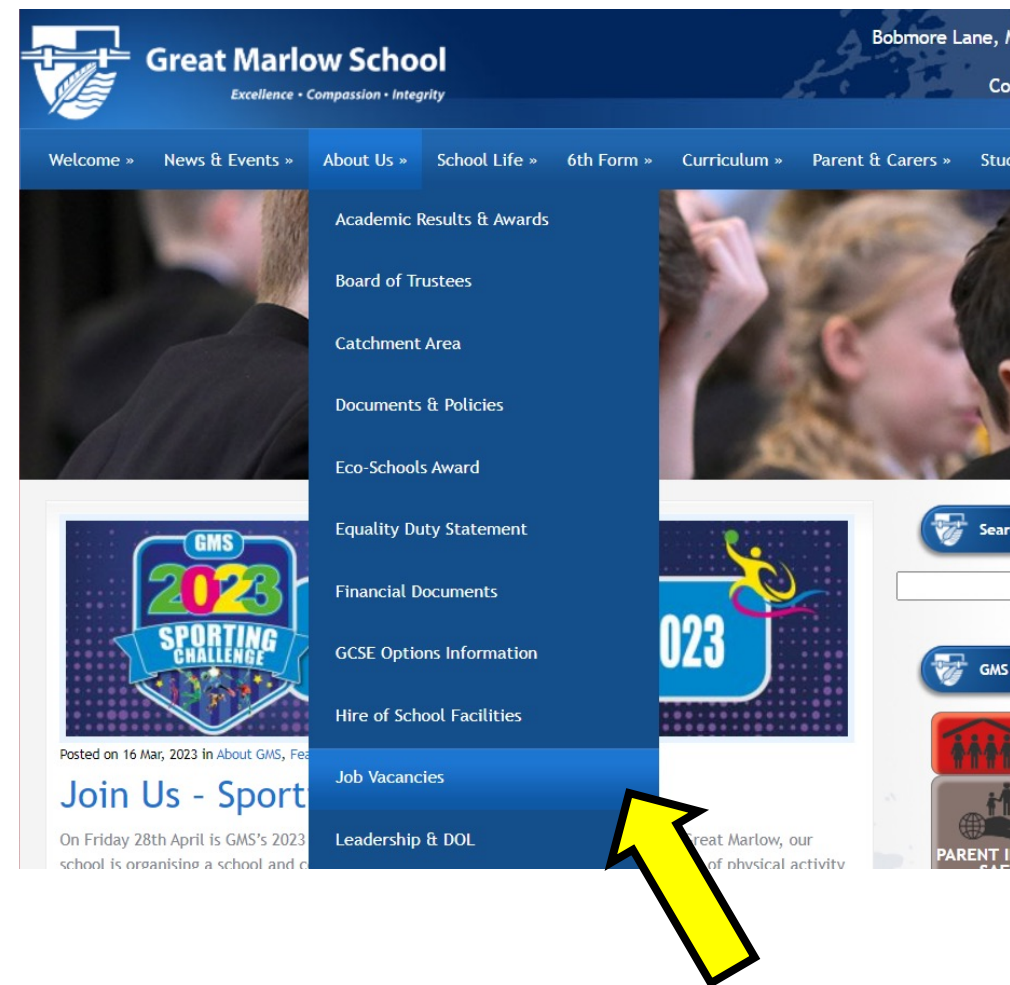 Great Marlow School
Excellence • Compassion • Integrity
Bobmore Lane,
Welcome » News & Events » About Us » School Life » 6th Form » Curriculum » Parent & Carers »
Academic Results & Awards
Board of Trustees
Catchment Area
Documents & Policies
Eco-Schools Award
Equality Duty Statement
Financial Documents
GCSE Options Information
Hire of School Facilities
Job Vacancies
Leadership & DOL
GMS
2023
SPORTING
CHALLENGE
023
Posted on 16 Mar, 2023 in About GMS,
Join Us - Sport
On Friday 28th April is GMS's 2023 Great Marlow, our
school is organising a school and of physical activity
GMS
PARENT